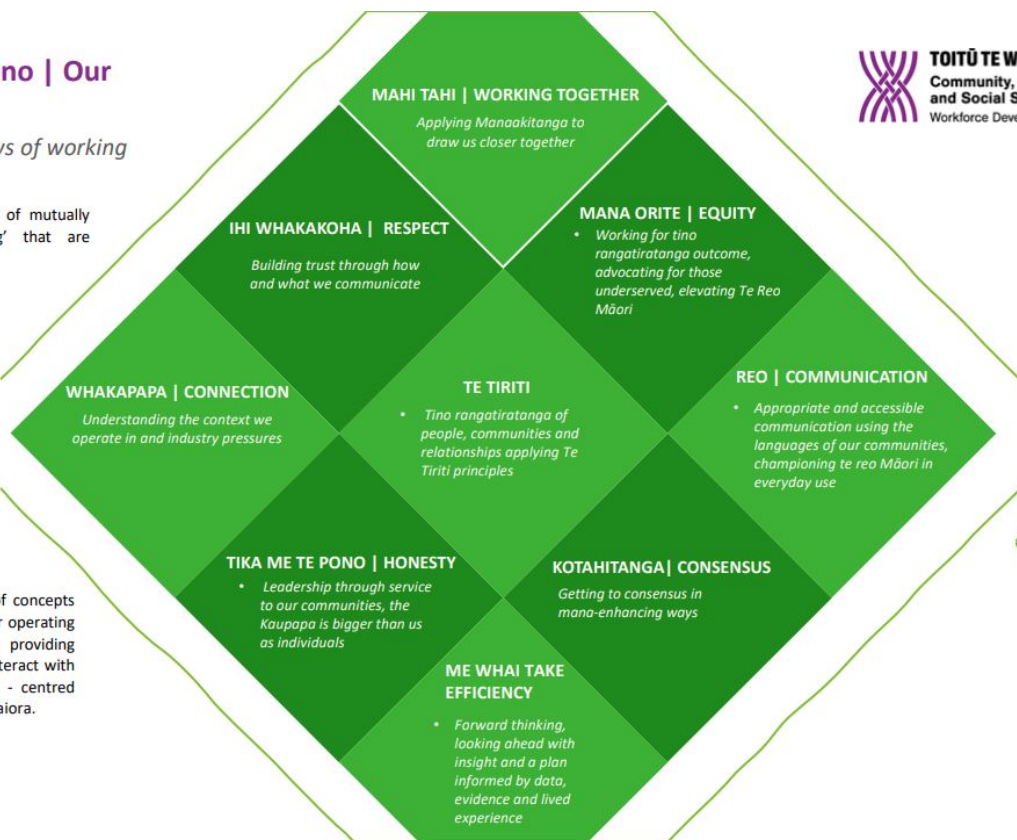 no | Our
ys of working
of mutually
g' that are
TOITŪ TE W
Community,
and Social S
Workforce Deve
MAHI TAHI | WORKING TOGETHER
Applying Manaakitanga to
draw us closer together
IHI WHAKAKOHA | RESPECT
Building trust through how
and what we communicate
MANA ORITE | EQUITY
• Working for tino
rangatiratanga outcome,
advocating for those
underserved, elevating Te Reo
Māori
WHAKAPAPA | CONNECTION
Understanding the context we
operate in and industry pressures
TE TIRITI
• Tino rangatiratanga of
people, communities and
relationships applying Te
Tiriti principles
REO | COMMUNICATION
• Appropriate and accessible
communication using the
languages of our communities,
championing te reo Māori in
everyday use
TIKA ME TE PONO | HONESTY
• Leadership through service
to our communities, the
Kaupapa is bigger than us
as individuals
KOTAHITANGA| CONSENSUS
Getting to consensus in
mana-enhancing ways
of concepts
r operating
providing
teract with
- centred
aiora.
ME WHAI TAKE
EFFICIENCY
• Forward thinking,
looking ahead with
insight and a plan
informed by data,
evidence and lived
experience